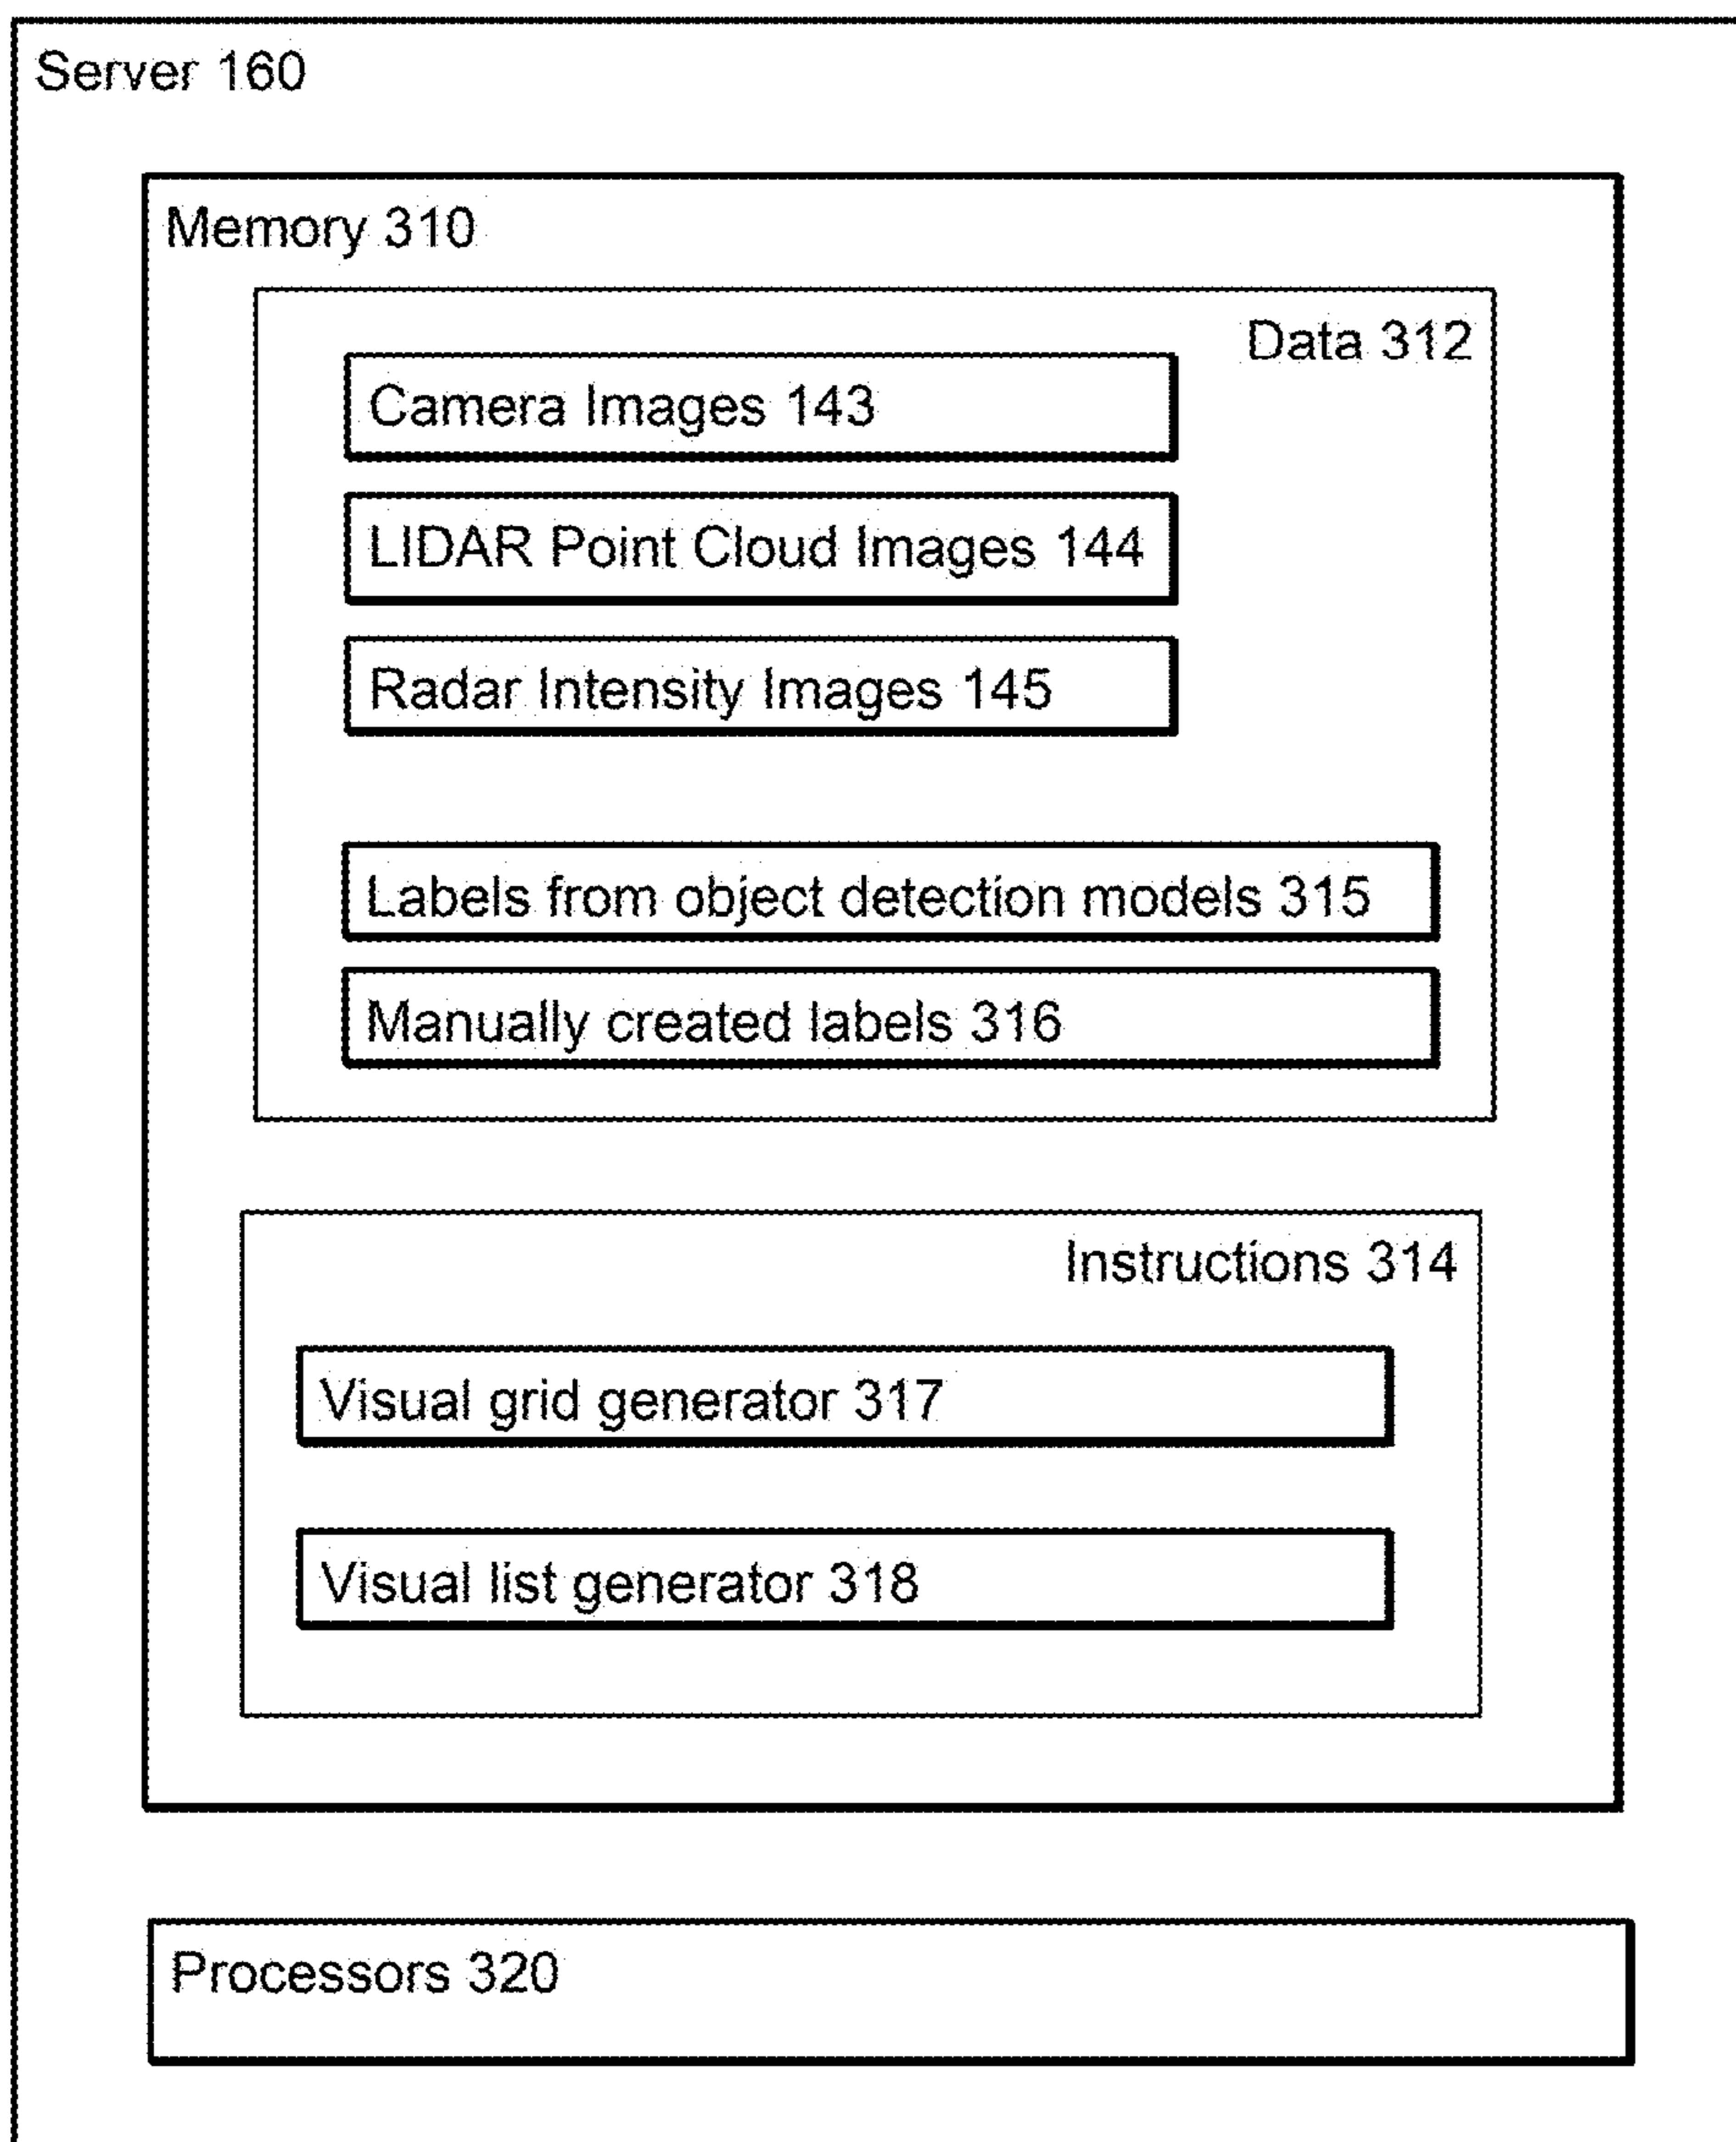 Server 160
Memory 310
Data 312
Camera Images 143
LIDAR Point Cloud Images 144
Radar Intensity Images 145
Labels from object detection models 315
Manually created labels 316
Instructions 314
Visual grid generator 317
Visual list generator 318
Processors 320